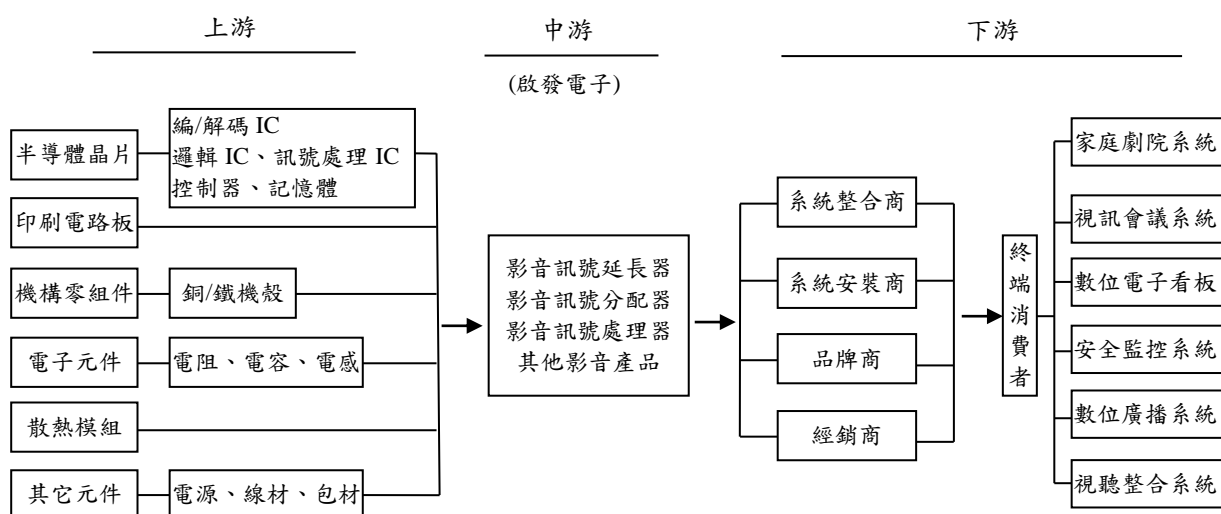 上游
中游
下游
(啟發電子)
半導體晶片
編/解碼 IC
邏輯 IC、訊號處理 IC
控制器、記憶體
印刷電路板
機構零組件
銅/鐵機殼
電子元件
電阻、電容、電感
散熱模組
其它元件
電源、線材、包材
影音訊號延長器
影音訊號分配器
影音訊號處理器
其他影音產品
系統整合商
系統安裝商
品牌商
經銷商
終端消費者
家庭劇院系統
視訊會議系統
數位電子看板
安全監控系統
數位廣播系統
視聽整合系統